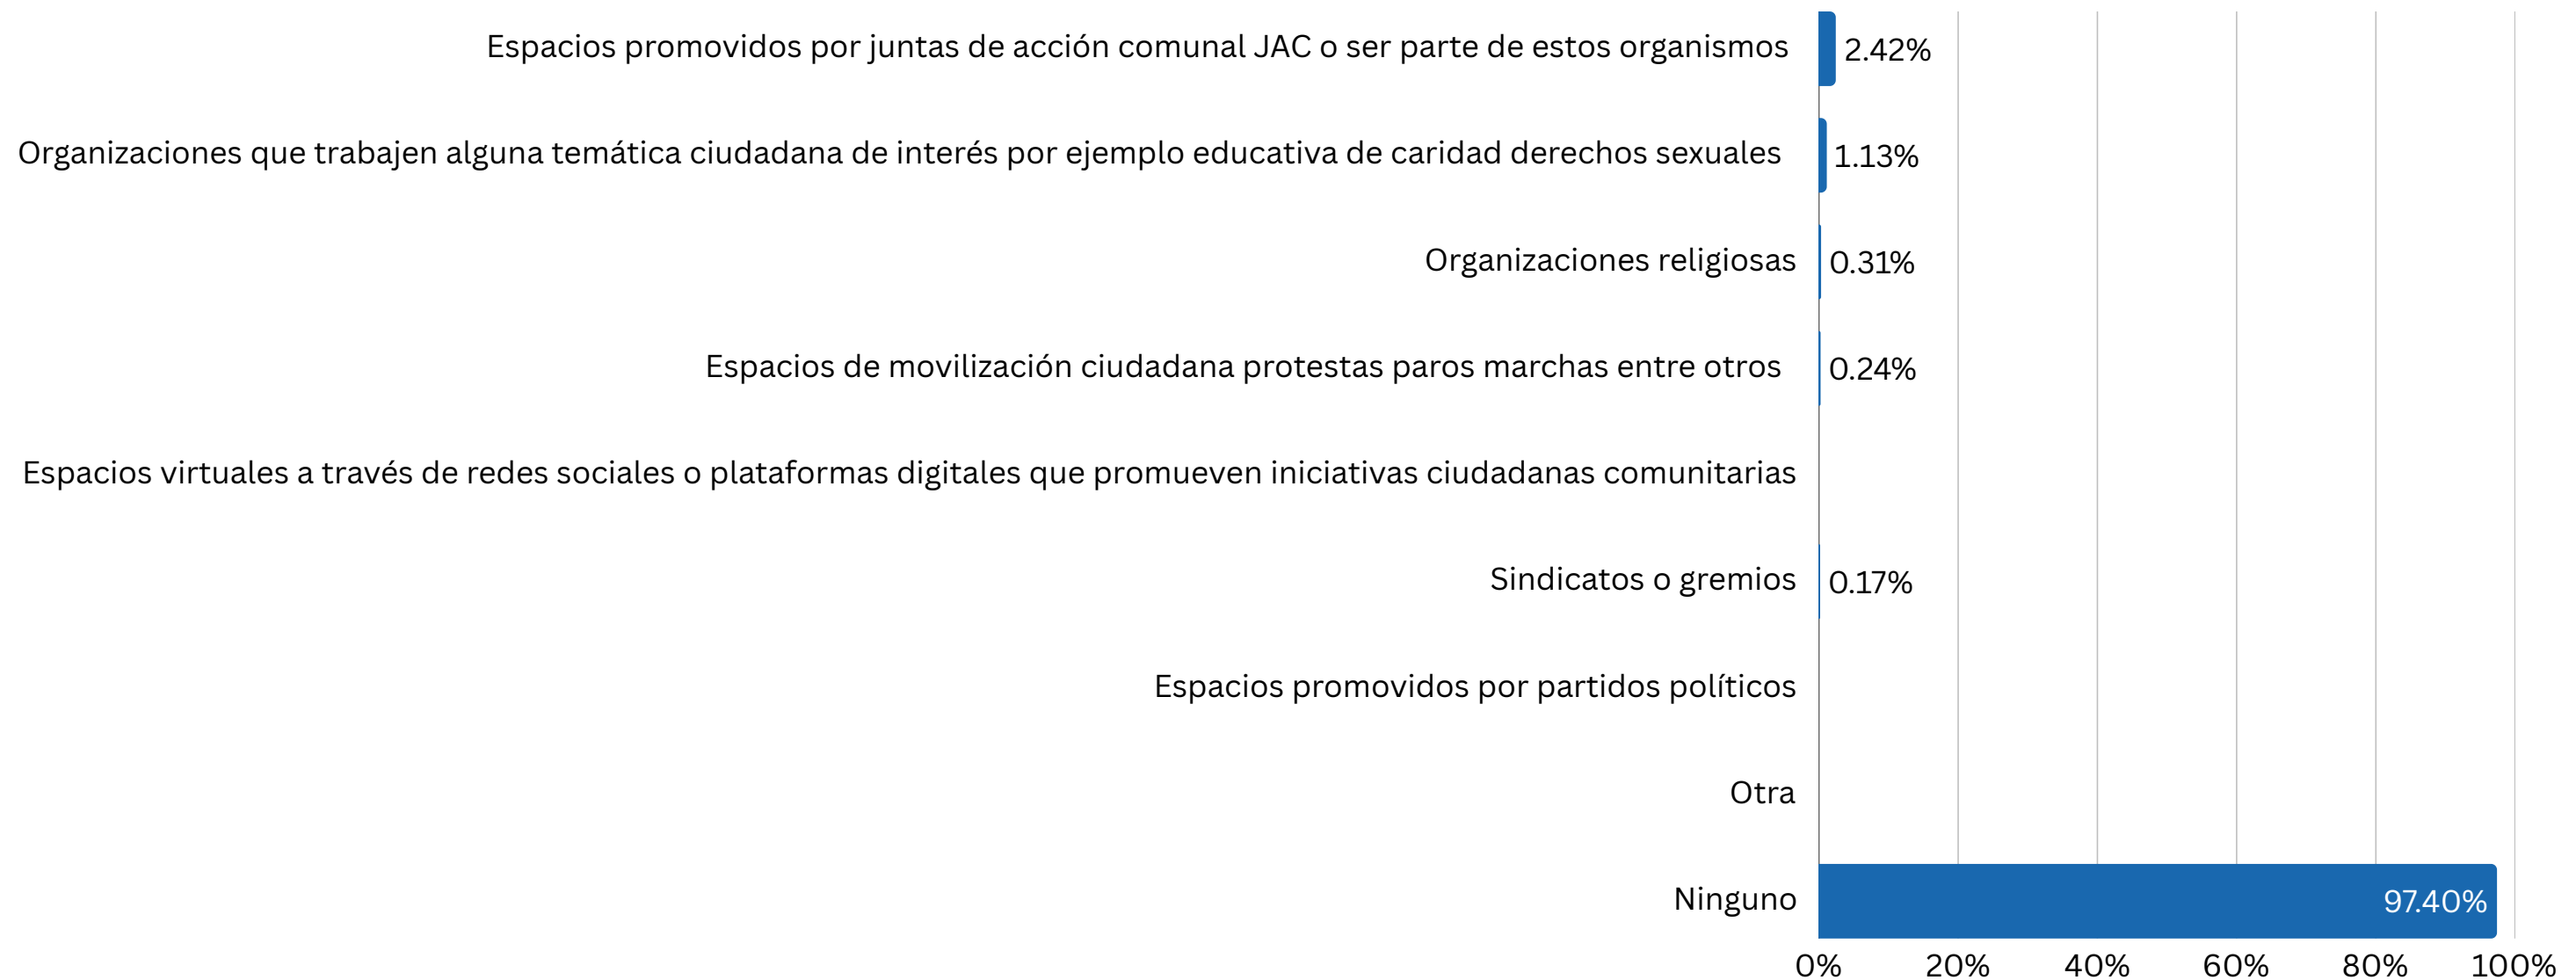 Espacios promovidos por juntas de acción comunal JAC o ser parte de estos organismos 2.42%
Organizaciones que trabajen alguna temática ciudadana de interés por ejemplo educativa de caridad derechos sexuales 1.13%
Organizaciones religiosas 0.31%
Espacios de movilización ciudadana protestas paros marchas entre otros 0.24%
Espacios virtuales a través de redes sociales o plataformas digitales que promueven iniciativas ciudadanas comunitarias
Sindicatos o gremios 0.17%
Espacios promovidos por partidos políticos
Otra
Ninguno 97.40%
0% 20% 40% 60% 80% 100%